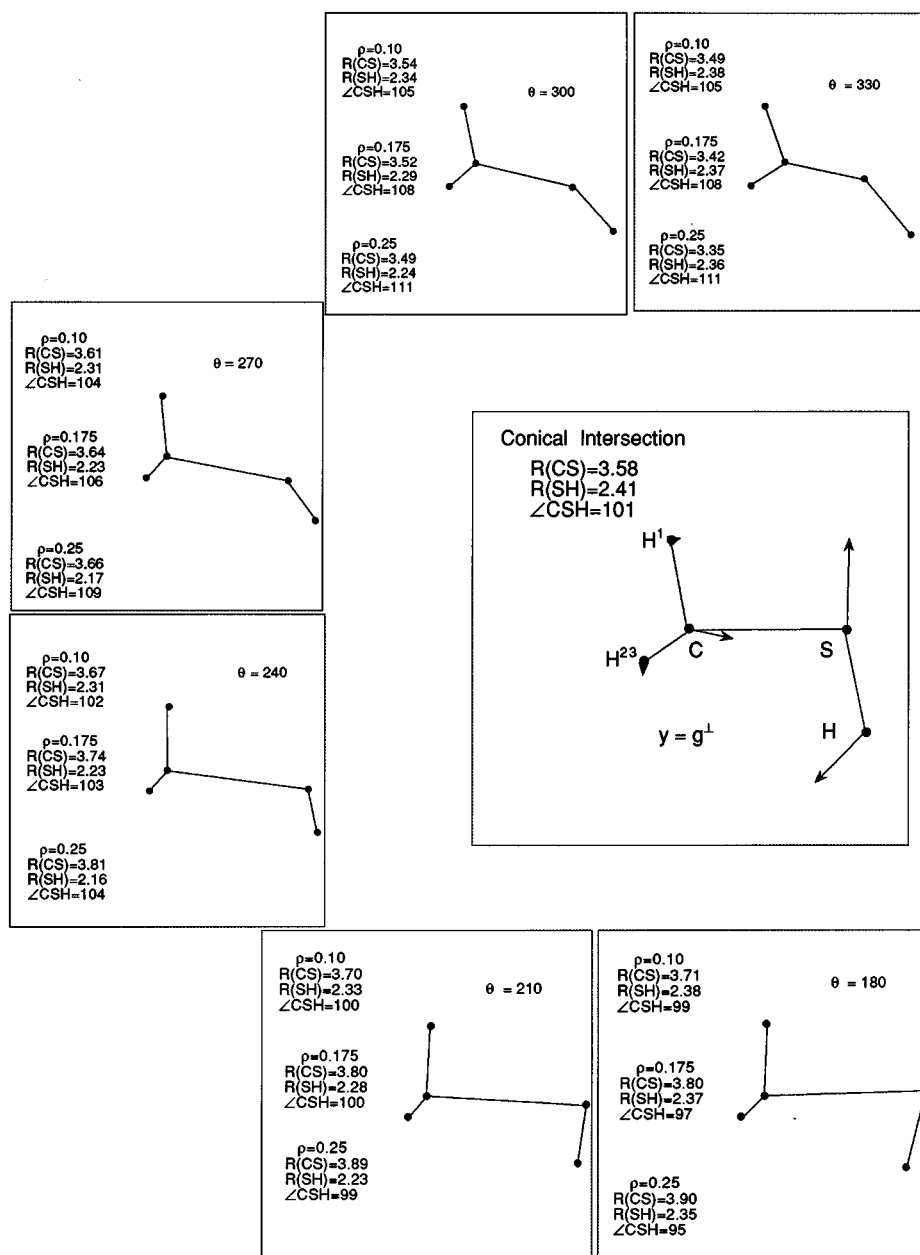 ρ=0.10
R(CS)=3.54
R(SH)=2.34
∠CSH=105
θ = 300
ρ=0.175
R(CS)=3.52
R(SH)=2.29
∠CSH=108
ρ=0.25
R(CS)=3.49
R(SH)=2.24
∠CSH=111
ρ=0.10
R(CS)=3.49
R(SH)=2.38
∠CSH=105
θ = 330
ρ=0.175
R(CS)=3.42
R(SH)=2.37
∠CSH=108
ρ=0.25
R(CS)=3.35
R(SH)=2.36
∠CSH=111
ρ=0.10
R(CS)=3.61
R(SH)=2.31
∠CSH=104
θ = 270
ρ=0.175
R(CS)=3.64
R(SH)=2.23
∠CSH=106
ρ=0.25
R(CS)=3.66
R(SH)=2.17
∠CSH=109
Conical Intersection
R(CS)=3.58
R(SH)=2.41
∠CSH=101
H¹
H²³
C
S
H
y = g⊥
ρ=0.10
R(CS)=3.67
R(SH)=2.31
∠CSH=102
θ = 240
ρ=0.175
R(CS)=3.74
R(SH)=2.23
∠CSH=103
ρ=0.25
R(CS)=3.81
R(SH)=2.16
∠CSH=104
ρ=0.10
R(CS)=3.70
R(SH)=2.33
∠CSH=100
θ = 210
ρ=0.175
R(CS)=3.80
R(SH)=2.28
∠CSH=100
ρ=0.25
R(CS)=3.89
R(SH)=2.23
∠CSH=99
ρ=0.10
R(CS)=3.71
R(SH)=2.38
∠CSH=99
θ = 180
ρ=0.175
R(CS)=3.80
R(SH)=2.37
∠CSH=97
ρ=0.25
R(CS)=3.90
R(SH)=2.35
∠CSH=95